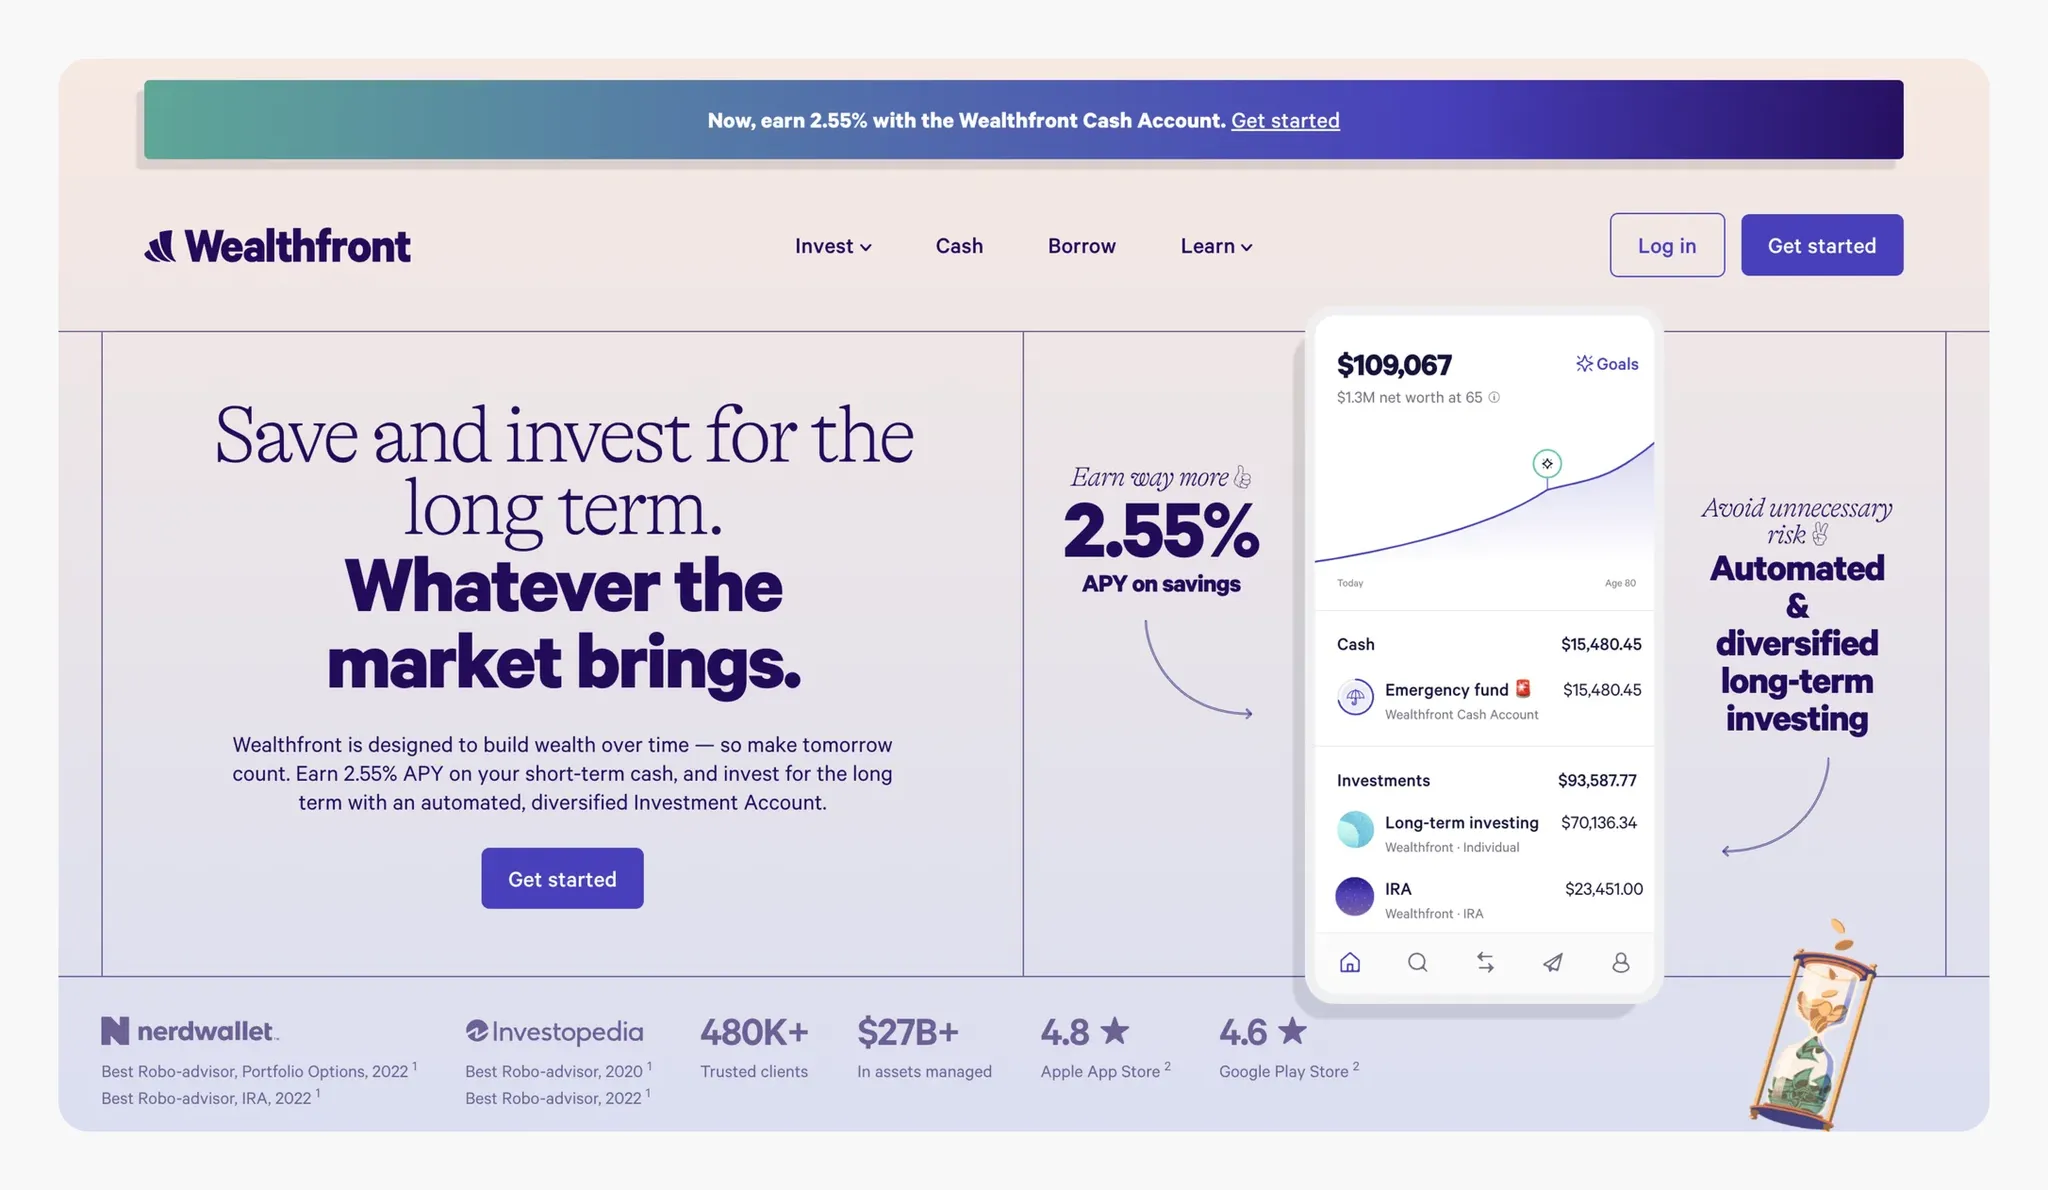 Now, earn 2.55% with the Wealthfront Cash Account. Get started
Wealthfront
Invest
Cash
Borrow
Learn
Log in
Get started
Save and invest for the
long term.
Whatever the
market brings.
Wealthfront is designed to build wealth over time — so make tomorrow
count. Earn 2.55% APY on your short-term cash, and invest for the long
term with an automated, diversified Investment Account.
Get started
Earn way more
2.55%
APY on savings
$109,067
Goals
$1.3M net worth at 65
Today
Age 80
Cash $15,480.45
Emergency fund 🚨 $15,480.45
Wealthfront Cash Account
Investments $93,587.77
Long-term investing $70,136.34
Wealthfront · Individual
IRA $23,451.00
Wealthfront · IRA
Avoid unnecessary
risk
Automated
&
diversified
long-term
investing
nerdwallet
Best Robo-advisor, Portfolio Options, 2022 1
Best Robo-advisor, IRA, 2022 1
Investopedia
Best Robo-advisor, 2020 1
Best Robo-advisor, 2022 1
480K+
Trusted clients
$27B+
In assets managed
4.8 ★
Apple App Store 2
4.6 ★
Google Play Store 2